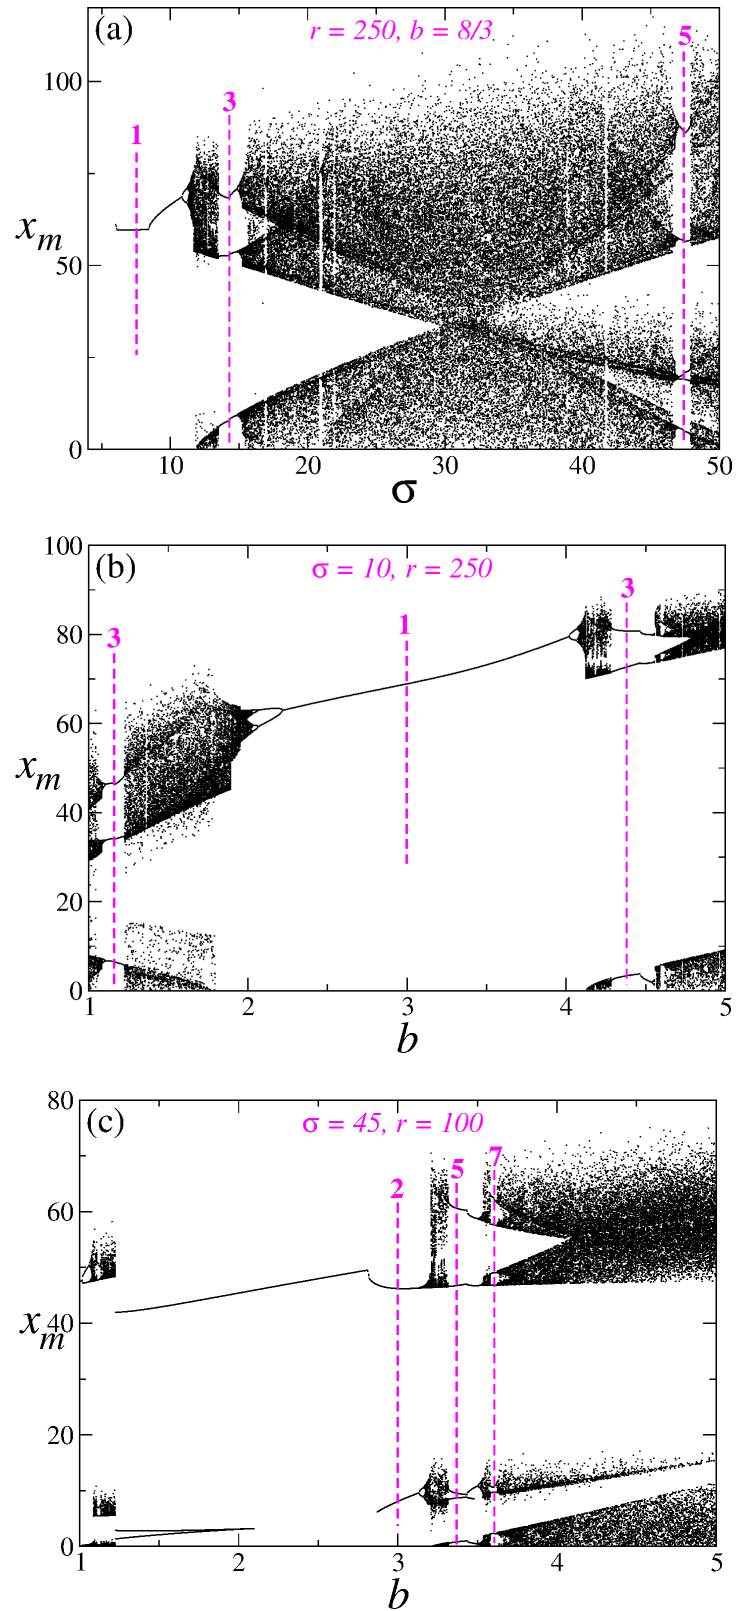 (a) r = 250, b = 8/3
1 3 5
100
50
0
x_m
10 20 30 40 50
σ
(b) σ = 10, r = 250
3 1 3
100
80
60
40
20
0
x_m
1 2 3 4 5
b
(c) σ = 45, r = 100
2 5 7
80
60
40
20
0
x_m
1 2 3 4 5
b